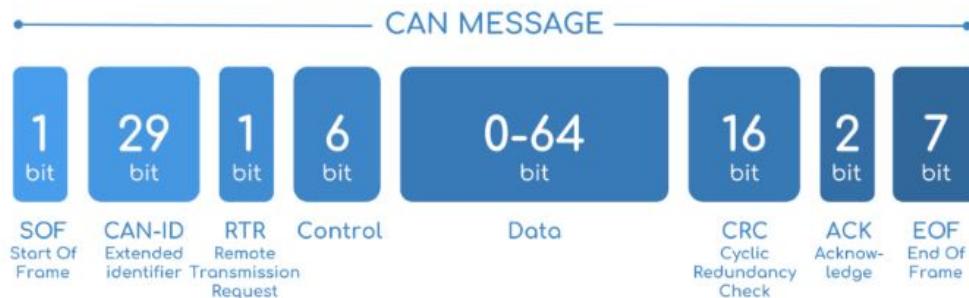 CAN MESSAGE
1
bit
29
bit
1
bit
6
bit
0-64
bit
16
bit
2
bit
7
bit
SOF
Start Of
Frame
CAN-ID
Extended
identifier
RTR
Remote
Transmission
Request
Control
Data
CRC
Cyclic
Redundancy
Check
ACK
Acknow-
ledge
EOF
End Of
Frame